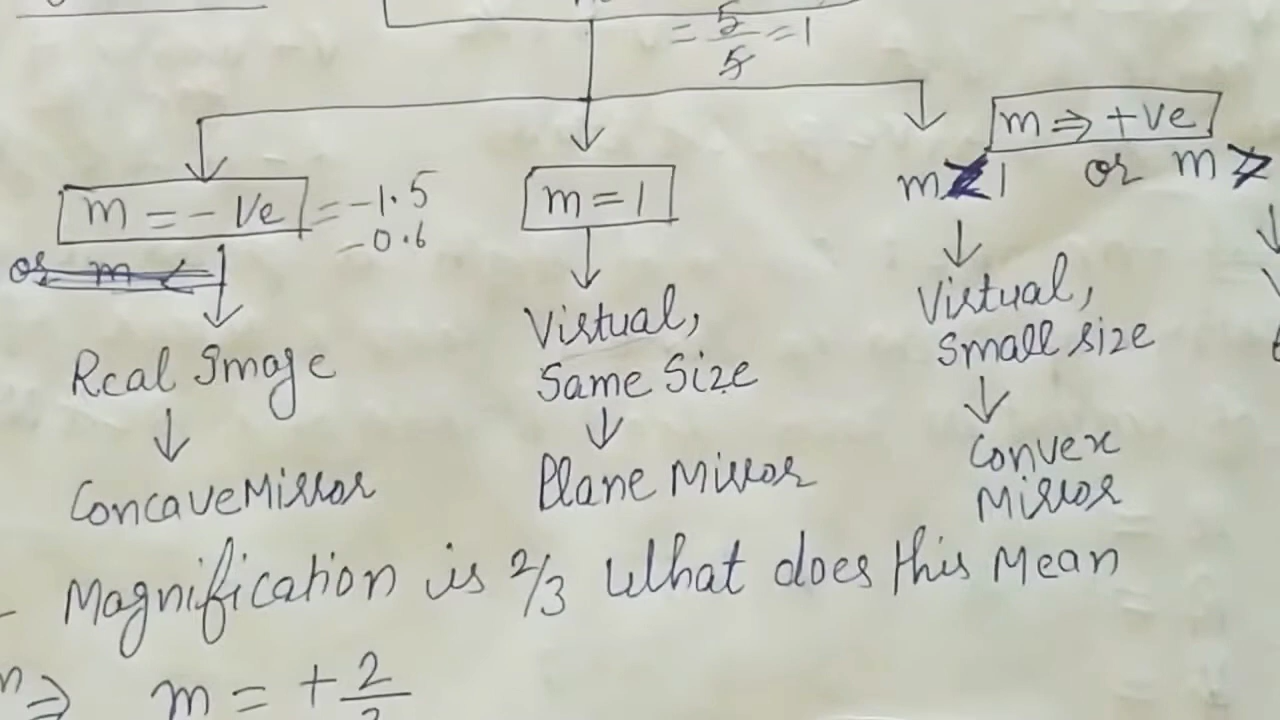 = 5/5 = 1
m ⇒ +ve
m = - Ve = -1.5
-0.6
m = 1
m < 1 or m >
or m <
Real Image
Virtual,
Same Size
Virtual,
Small size
Concave Mirror
Plane Mirror
Convex
Mirror
Magnification is 2/3 What does this Mean
⇒ m = + 2